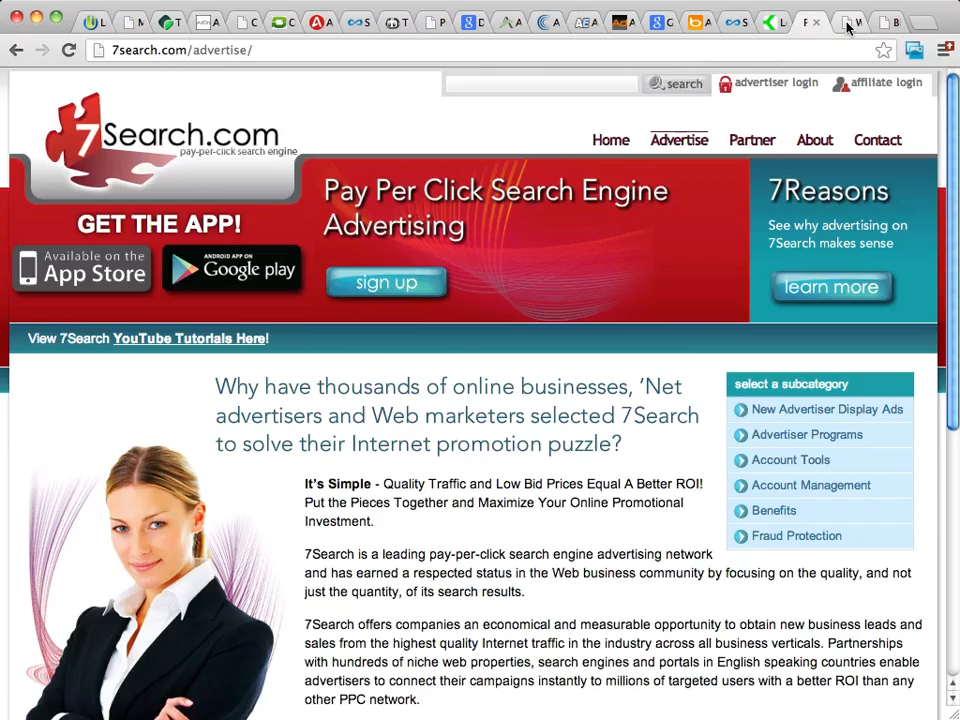 7search.com/advertise/
search
advertiser login
affiliate login
7Search.com
pay-per-click search engine
Home Advertise Partner About Contact
GET THE APP!
Available on the
App Store
ANDROID APP ON
Google play
Pay Per Click Search Engine
Advertising
sign up
7Reasons
See why advertising on
7Search makes sense
learn more
View 7Search YouTube Tutorials Here!
Why have thousands of online businesses, ‘Net
advertisers and Web marketers selected 7Search
to solve their Internet promotion puzzle?
select a subcategory
New Advertiser Display Ads
Advertiser Programs
Account Tools
Account Management
Benefits
Fraud Protection
It’s Simple - Quality Traffic and Low Bid Prices Equal A Better ROI!
Put the Pieces Together and Maximize Your Online Promotional
Investment.
7Search is a leading pay-per-click search engine advertising network
and has earned a respected status in the Web business community by focusing on the quality, and not
just the quantity, of its search results.
7Search offers companies an economical and measurable opportunity to obtain new business leads and
sales from the highest quality Internet traffic in the industry across all business verticals. Partnerships
with hundreds of niche web properties, search engines and portals in English speaking countries enable
advertisers to connect their campaigns instantly to millions of targeted users with a better ROI than any
other PPC network.